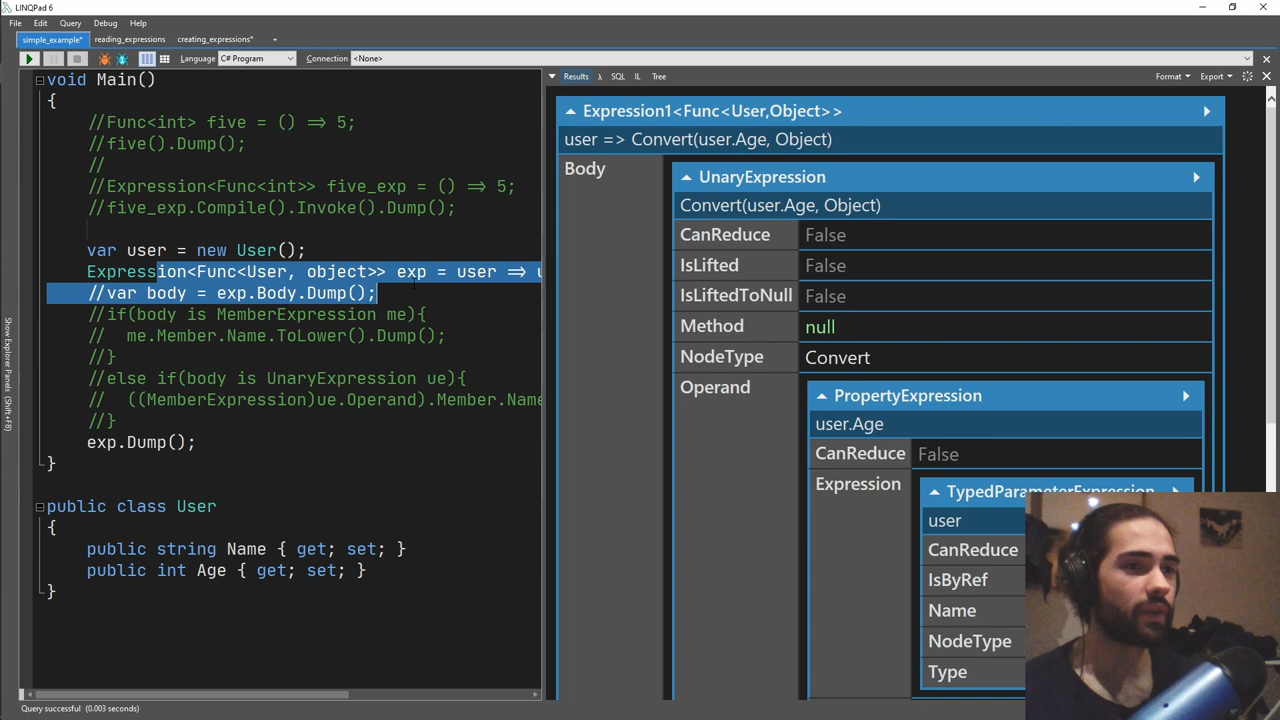 LINQPad 6
File Edit Query Debug Help
simple_example* reading_expressions creating_expressions* +
Language C# Program Connection <None>
void Main()
{
//Func<int> five = () => 5;
//five().Dump();
//
//Expression<Func<int>> five_exp = () => 5;
//five_exp.Compile().Invoke().Dump();
var user = new User();
Expression<Func<User, object>> exp = user => u
//var body = exp.Body.Dump();
//if(body is MemberExpression me){
// me.Member.Name.ToLower().Dump();
//}
//else if(body is UnaryExpression ue){
// ((MemberExpression)ue.Operand).Member.Name
//}
exp.Dump();
}
public class User
{
public string Name { get; set; }
public int Age { get; set; }
}
Show Explorer Panels (Shift+F8)
Results λ SQL IL Tree Format Export
Expression1<Func<User,Object>>
user => Convert(user.Age, Object)
Body
UnaryExpression
Convert(user.Age, Object)
CanReduce False
IsLifted False
IsLiftedToNull False
Method null
NodeType Convert
Operand
PropertyExpression
user.Age
CanReduce False
Expression
TypedParameterExpression
user
CanReduce
IsByRef
Name
NodeType
Type
Query successful (0.003 seconds)